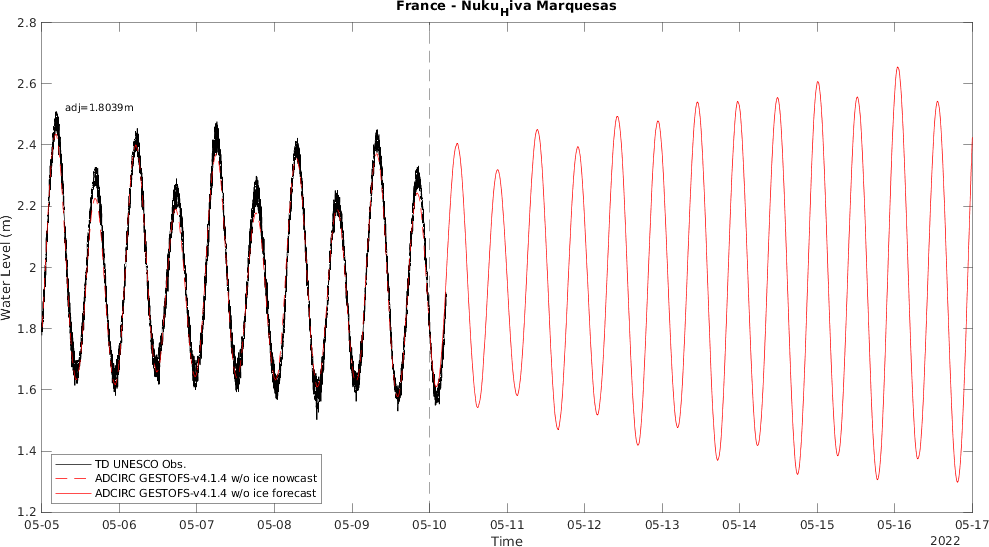 France - Nuku_Hiva Marquesas
2.8
2.6
2.4
2.2
2
1.8
1.6
1.4
1.2
Water Level (m)
adj=1.8039m
TD UNESCO Obs.
ADCIRC GESTOFS-v4.1.4 w/o ice nowcast
ADCIRC GESTOFS-v4.1.4 w/o ice forecast
05-05 05-06 05-07 05-08 05-09 05-10 05-11 05-12 05-13 05-14 05-15 05-16 05-17
Time
2022